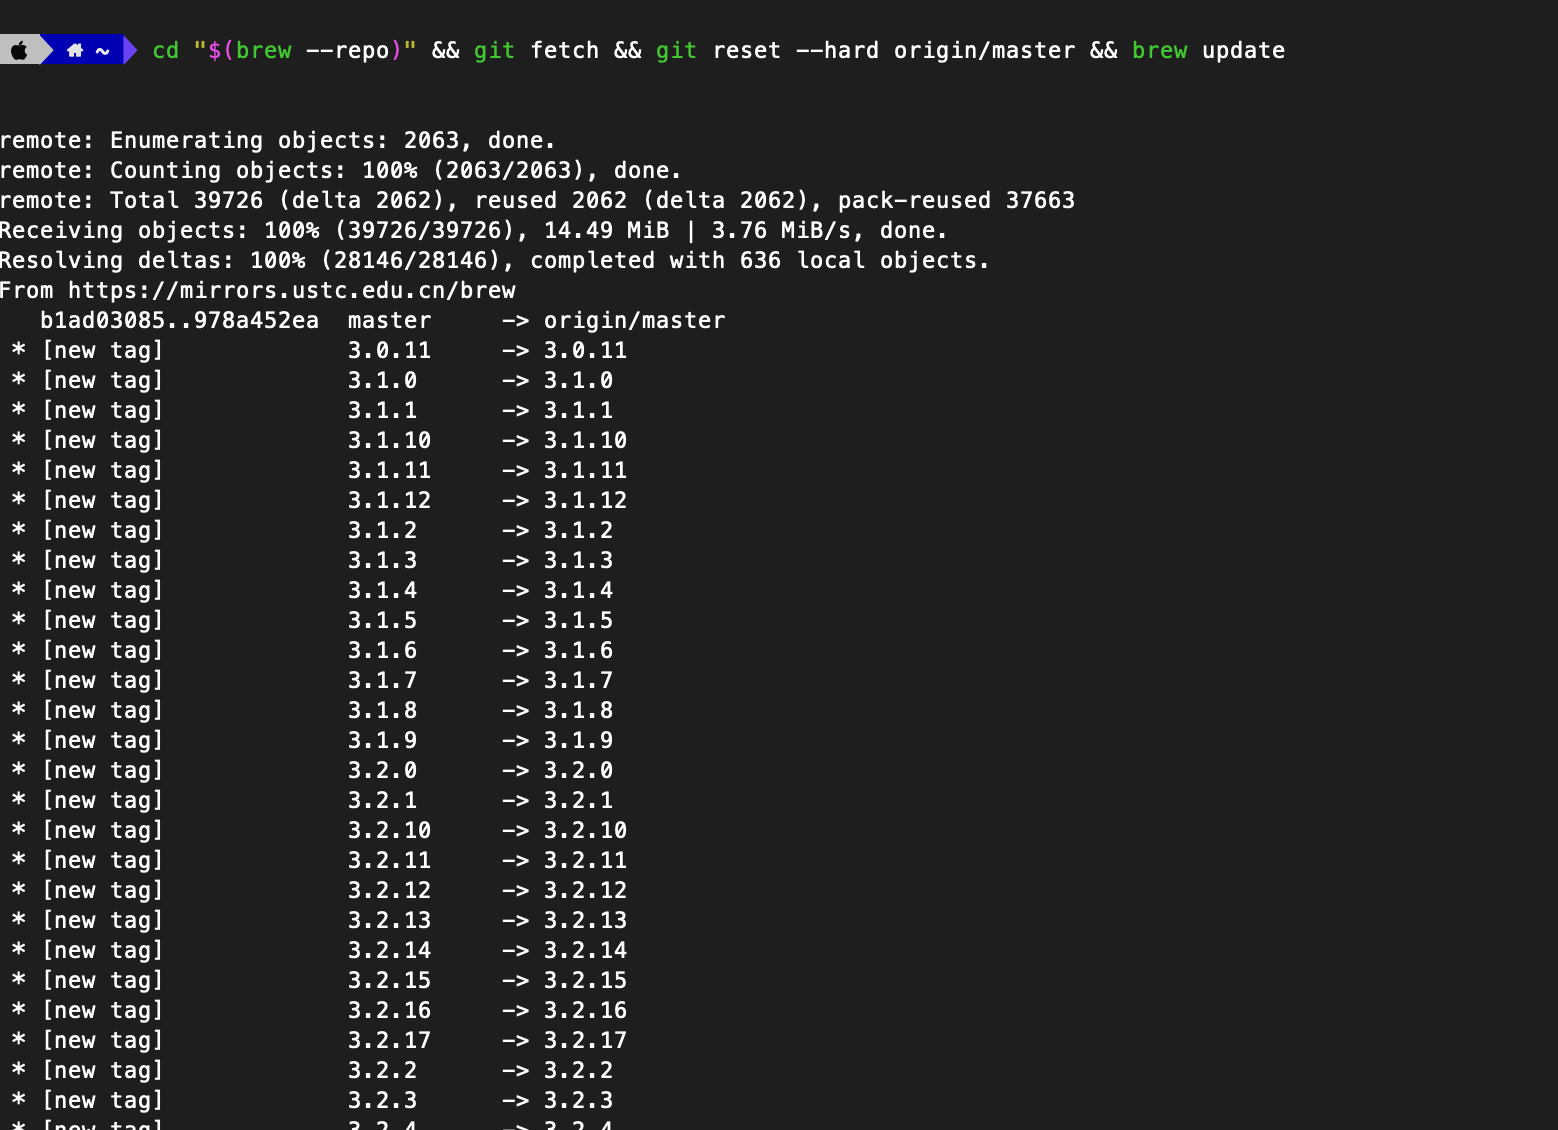 ~ cd "$(brew --repo)" && git fetch && git reset --hard origin/master && brew update
remote: Enumerating objects: 2063, done.
remote: Counting objects: 100% (2063/2063), done.
remote: Total 39726 (delta 2062), reused 2062 (delta 2062), pack-reused 37663
Receiving objects: 100% (39726/39726), 14.49 MiB | 3.76 MiB/s, done.
Resolving deltas: 100% (28146/28146), completed with 636 local objects.
From https://mirrors.ustc.edu.cn/brew
   b1ad03085..978a452ea  master     -> origin/master
 * [new tag]             3.0.11     -> 3.0.11
 * [new tag]             3.1.0      -> 3.1.0
 * [new tag]             3.1.1      -> 3.1.1
 * [new tag]             3.1.10     -> 3.1.10
 * [new tag]             3.1.11     -> 3.1.11
 * [new tag]             3.1.12     -> 3.1.12
 * [new tag]             3.1.2      -> 3.1.2
 * [new tag]             3.1.3      -> 3.1.3
 * [new tag]             3.1.4      -> 3.1.4
 * [new tag]             3.1.5      -> 3.1.5
 * [new tag]             3.1.6      -> 3.1.6
 * [new tag]             3.1.7      -> 3.1.7
 * [new tag]             3.1.8      -> 3.1.8
 * [new tag]             3.1.9      -> 3.1.9
 * [new tag]             3.2.0      -> 3.2.0
 * [new tag]             3.2.1      -> 3.2.1
 * [new tag]             3.2.10     -> 3.2.10
 * [new tag]             3.2.11     -> 3.2.11
 * [new tag]             3.2.12     -> 3.2.12
 * [new tag]             3.2.13     -> 3.2.13
 * [new tag]             3.2.14     -> 3.2.14
 * [new tag]             3.2.15     -> 3.2.15
 * [new tag]             3.2.16     -> 3.2.16
 * [new tag]             3.2.17     -> 3.2.17
 * [new tag]             3.2.2      -> 3.2.2
 * [new tag]             3.2.3      -> 3.2.3
 * [new tag]             3.2.4      -> 3.2.4